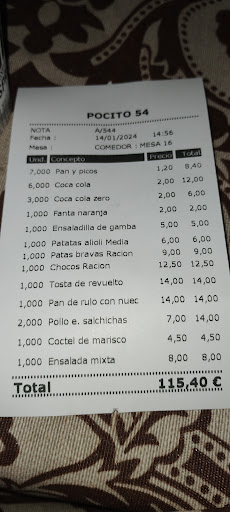 POCITO 54
NOTA A/544
Fecha : 14/01/2024 14:56
Mesa : COMEDOR : MESA 16
Und. Concepto Precio Total
7,000 Pan y picos 1,20 8,40
6,000 Coca cola 2,00 12,00
3,000 Coca cola zero 2,00 6,00
1,000 Fanta naranja 2,00 2,00
1,000 Ensaladilla de gamba 5,00 5,00
1,000 Patatas alioli Media 6,00 6,00
1,000 Patas bravas Racion 9,00 9,00
1,000 Chocos Racion 12,50 12,50
1,000 Tosta de revuelto 14,00 14,00
1,000 Pan de rulo con nuec 14,00 14,00
2,000 Pollo e. salchichas 7,00 14,00
1,000 Coctel de marisco 4,50 4,50
1,000 Ensalada mixta 8,00 8,00
Total 115,40 €